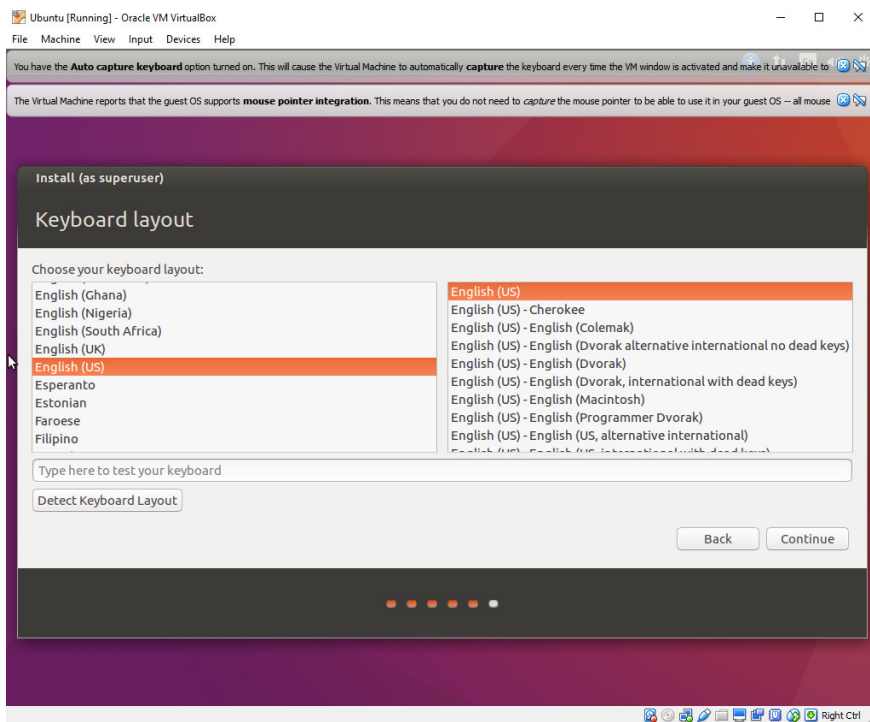 Ubuntu [Running] - Oracle VM VirtualBox
File Machine View Input Devices Help
You have the Auto capture keyboard option turned on. This will cause the Virtual Machine to automatically capture the keyboard every time the VM window is activated and make it unavailable to
The Virtual Machine reports that the guest OS supports mouse pointer integration. This means that you do not need to capture the mouse pointer to be able to use it in your guest OS -- all mouse
Install (as superuser)
Keyboard layout
Choose your keyboard layout:
English (Ghana)
English (Nigeria)
English (South Africa)
English (UK)
English (US)
Esperanto
Estonian
Faroese
Filipino
English (US)
English (US) - Cherokee
English (US) - English (Colemak)
English (US) - English (Dvorak alternative international no dead keys)
English (US) - English (Dvorak)
English (US) - English (Dvorak, international with dead keys)
English (US) - English (Macintosh)
English (US) - English (Programmer Dvorak)
English (US) - English (US, alternative international)
English (US) - English (US, international with dead keys)
Type here to test your keyboard
Detect Keyboard Layout
Back Continue
Right Ctrl